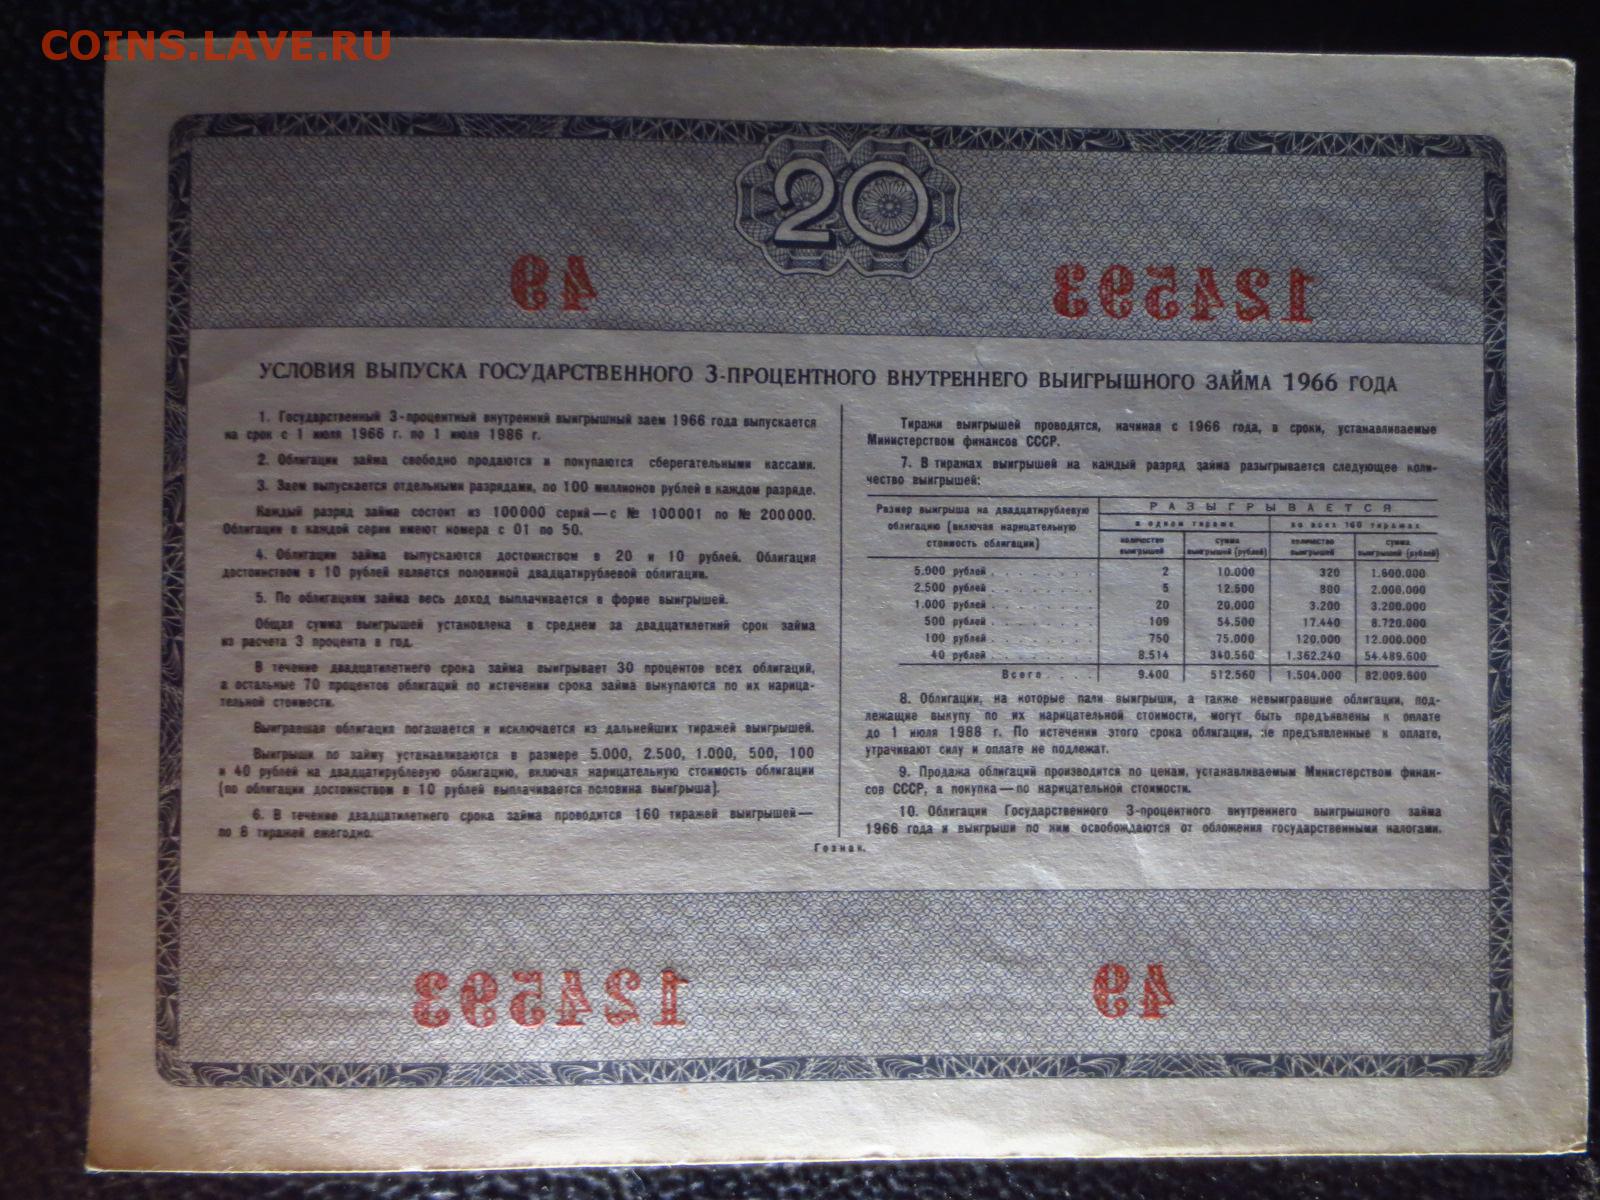 COINS.LAVE.RU
20
49 124593
УСЛОВИЯ ВЫПУСКА ГОСУДАРСТВЕННОГО 3-ПРОЦЕНТНОГО ВНУТРЕННЕГО ВЫИГРЫШНОГО ЗАЙМА 1966 ГОДА
1. Государственный 3-процентный внутренний выигрышный заем 1966 года выпускается
на срок с 1 июля 1966 г. по 1 июля 1986 г.
2. Облигации займа свободно продаются и покупаются сберегательными кассами.
3. Заем выпускается отдельными разрядами, по 100 миллионов рублей в каждом разряде.
Каждый разряд займа состоит из 100000 серий—с № 100001 по № 200000.
Облигации в каждой серии имеют номера с 01 по 50.
4. Облигации займа выпускаются достоинством в 20 и 10 рублей. Облигация
достоинством в 10 рублей является половиной двадцатирублевой облигации.
5. По облигациям займа весь доход выплачивается в форме выигрышей.
Общая сумма выигрышей установлена в среднем за двадцатилетний срок займа
из расчета 3 процента в год.
В течение двадцатилетнего срока займа выигрывает 30 процентов всех облигаций,
а остальные 70 процентов облигаций по истечении срока займа выкупаются по их нарица-
тельной стоимости.
Выигравшая облигация погашается и исключается из дальнейших тиражей выигрышей.
Выигрыши по займу устанавливаются в размере 5.000, 2.500, 1.000, 500, 100
и 40 рублей на двадцатирублевую облигацию, включая нарицательную стоимость облигации
(по облигации достоинством в 10 рублей выплачивается половина выигрыша).
6. В течение двадцатилетнего срока займа проводится 160 тиражей выигрышей—
по 8 тиражей ежегодно.
Тиражи выигрышей проводятся, начиная с 1966 года, в сроки, устанавливаемые
Министерством финансов СССР.
7. В тиражах выигрышей на каждый разряд займа разыгрывается следующее коли-
чество выигрышей:
Размер выигрыша на двадцатирублевую облигацию (включая нарицательную стоимость облигации) РАЗЫГРЫВАЕТСЯ
в одном тираже во всех 160 тиражах
количество выигрышей сумма выигрышей (рублей) количество выигрышей сумма выигрышей (рублей)
5.000 рублей 2 10.000 320 1.600.000
2.500 рублей 5 12.500 800 2.000.000
1.000 рублей 20 20.000 3.200 3.200.000
500 рублей 109 54.500 17.440 8.720.000
100 рублей 750 75.000 120.000 12.000.000
40 рублей 8.514 340.560 1.362.240 54.489.600
Всего 9.400 512.560 1.504.000 82.009.600
8. Облигации, на которые пали выигрыши, а также невыигравшие облигации, под-
лежащие выкупу по их нарицательной стоимости, могут быть предъявлены к оплате
до 1 июля 1988 г. По истечении этого срока облигации, не предъявленные к оплате,
утрачивают силу и оплате не подлежат.
9. Продажа облигаций производится по ценам, устанавливаемым Министерством финан-
сов СССР, а покупка—по нарицательной стоимости.
10. Облигации Государственного 3-процентного внутреннего выигрышного займа
1966 года и выигрыши по ним освобождаются от обложения государственными налогами.
Гознак.
124593 49